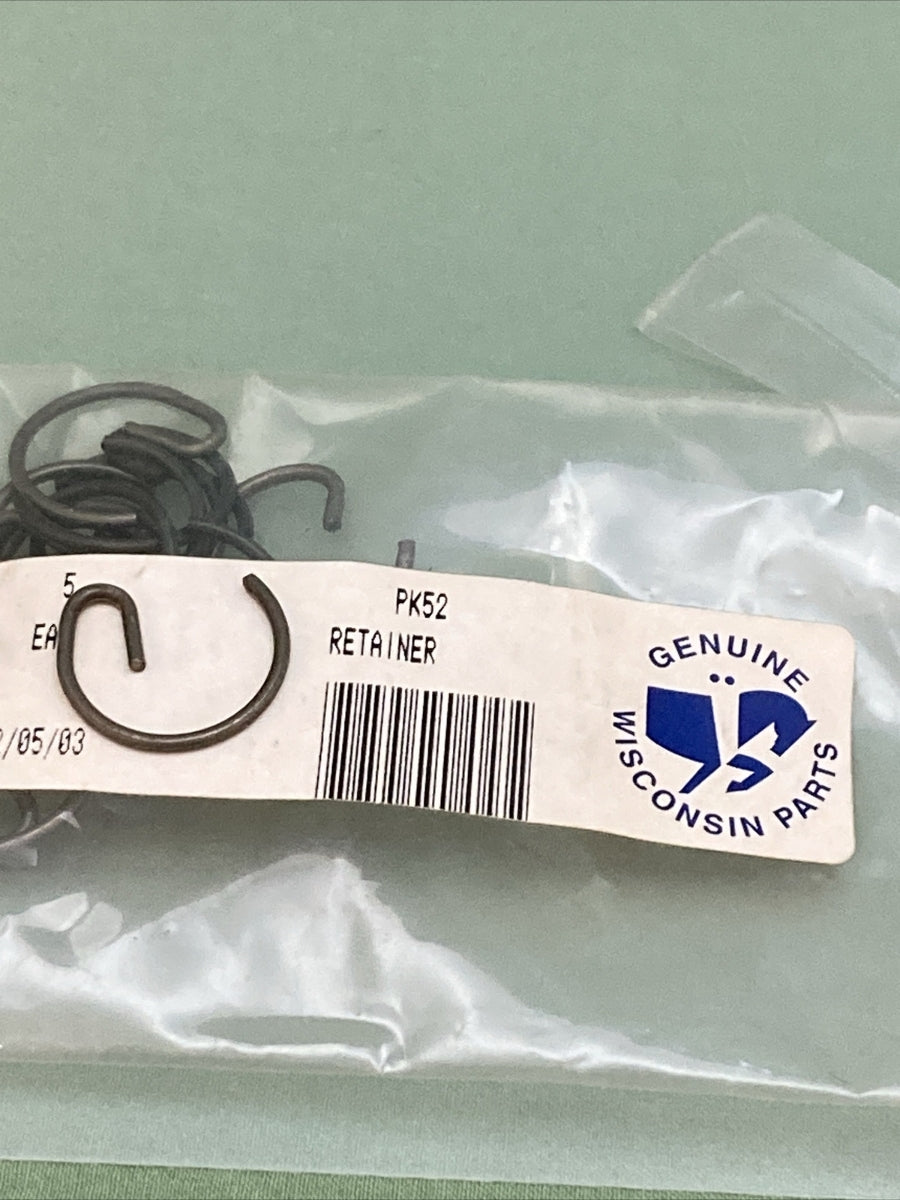 5
PK52
EA
RETAINER
/05/03
GENUINE
WISCONSIN PARTS